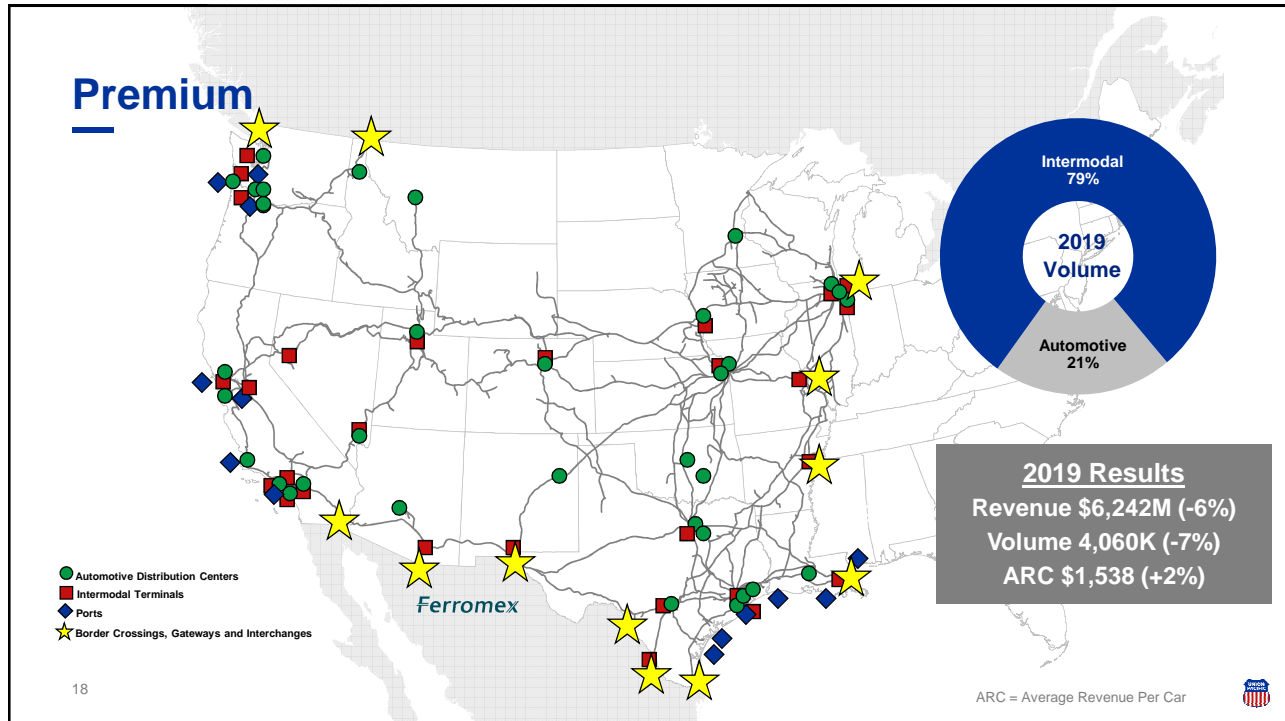 Premium
Intermodal
79%
2019
Volume
Automotive
21%
2019 Results
Revenue $6,242M (-6%)
Volume 4,060K (-7%)
ARC $1,538 (+2%)
Automotive Distribution Centers
Intermodal Terminals
Ports
Border Crossings, Gateways and Interchanges
Ferromex
18
ARC = Average Revenue Per Car
UNION
PACIFIC